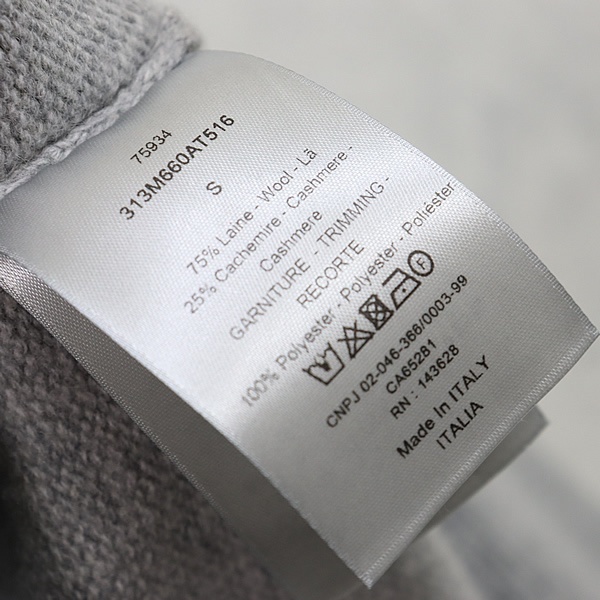 75934
313M660AT516
S
75% Laine - Wool - Lã
25% Cachemire - Cashmere -
Cashmere
GARNITURE - TRIMMING -
RECORTE
100% Polyester - Polyester - Poliéster
F
CNPJ 02-046-366/0003-99
CA65281
RN : 143628
Made In ITALY
ITALIA